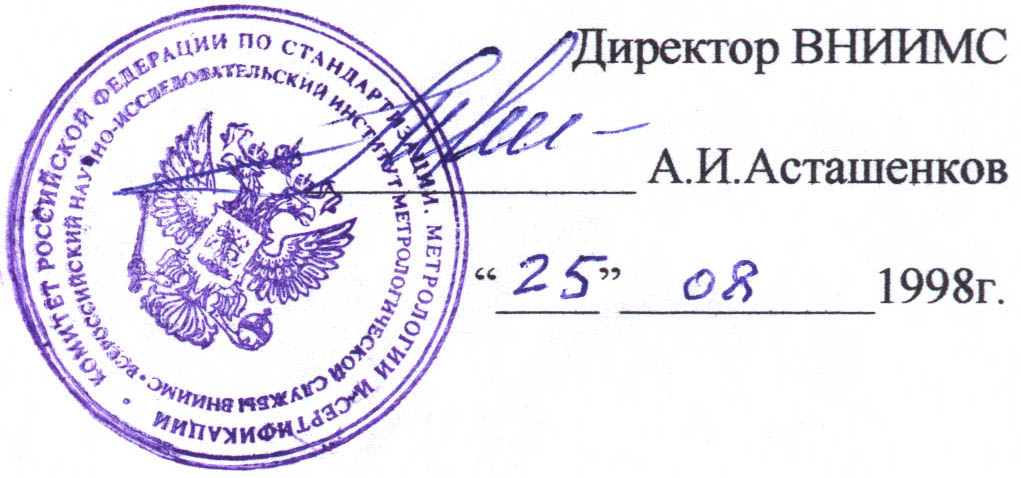 Директор ВНИИМС
А.И.Асташенков
“ 25 ” 08 1998г.
КОМИТЕТ РОССИЙСКОЙ ФЕДЕРАЦИИ ПО СТАНДАРТИЗАЦИИ, МЕТРОЛОГИИ И СЕРТИФИКАЦИИ
ВСЕРОССИЙСКИЙ НАУЧНО-ИССЛЕДОВАТЕЛЬСКИЙ ИНСТИТУТ МЕТРОЛОГИЧЕСКОЙ СЛУЖБЫ ВНИИМС